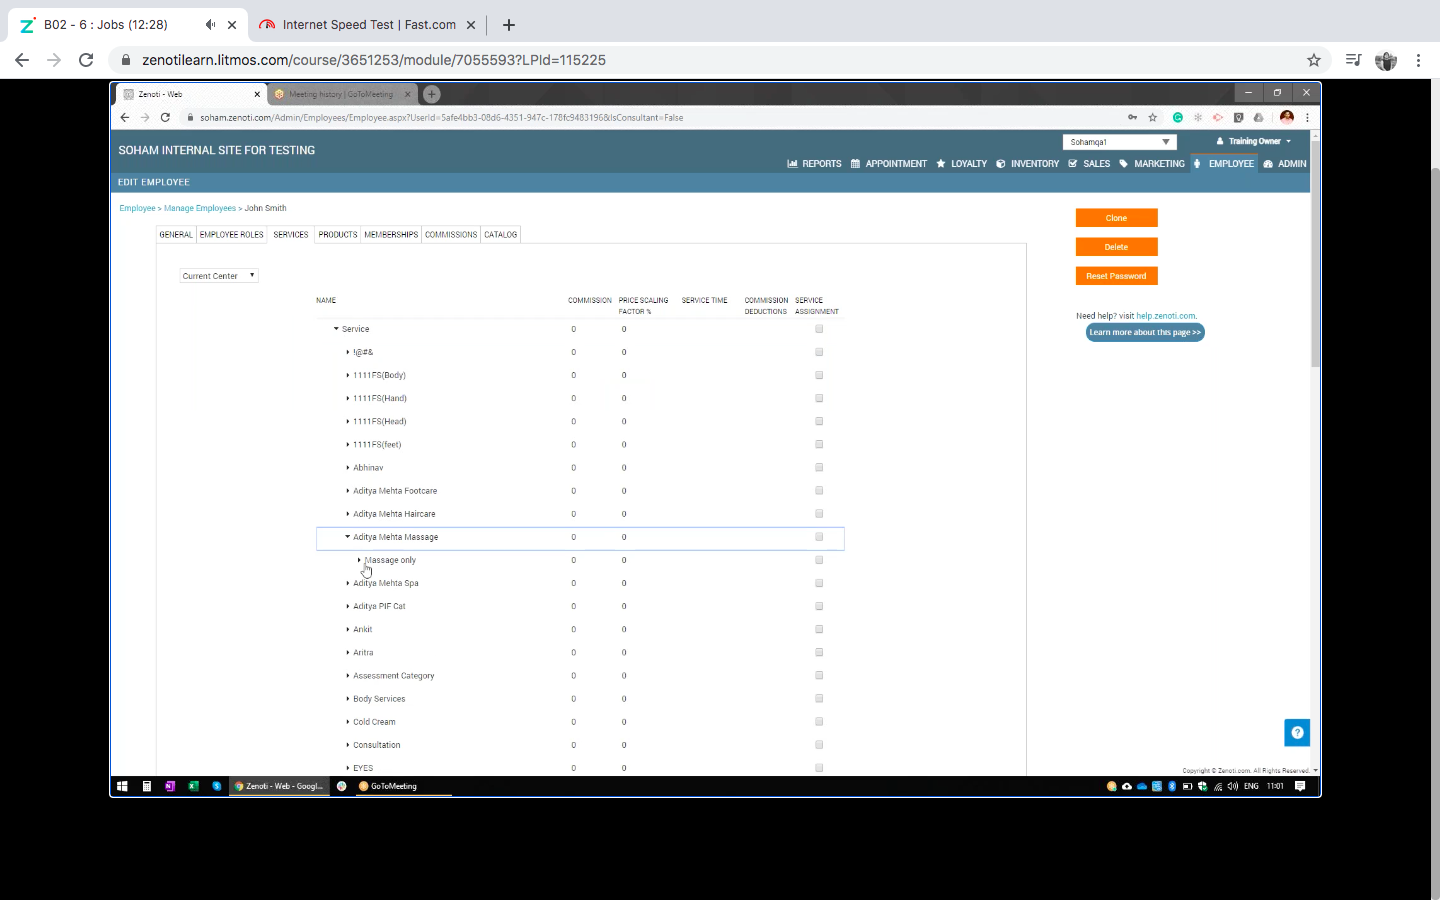 B02 - 6 : Jobs (12:28)
Internet Speed Test | Fast.com
zenotilearn.litmos.com/course/3651253/module/7055593?LPId=115225
Zenoti - Web
Meeting history | GoToMeeting
soham.zenoti.com/Admin/Employees/Employee.aspx?UserId=5afe4bb3-08d6-4351-947c-178fc9483196&IsConsultant=False
SOHAM INTERNAL SITE FOR TESTING
Sohamqa1
Training Owner
REPORTS APPOINTMENT LOYALTY INVENTORY SALES MARKETING EMPLOYEE ADMIN
EDIT EMPLOYEE
Employee > Manage Employees > John Smith
GENERAL EMPLOYEE ROLES SERVICES PRODUCTS MEMBERSHIPS COMMISSIONS CATALOG
Clone
Delete
Reset Password
Need help? visit help.zenoti.com.
Learn more about this page >>
Current Center
NAME COMMISSION PRICE SCALING FACTOR % SERVICE TIME COMMISSION DEDUCTIONS SERVICE ASSIGNMENT
Service 0 0
!@#& 0 0
1111FS(Body) 0 0
1111FS(Hand) 0 0
1111FS(Head) 0 0
1111FS(feet) 0 0
Abhinav 0 0
Aditya Mehta Footcare 0 0
Aditya Mehta Haircare 0 0
Aditya Mehta Massage 0 0
Massage only 0 0
Aditya Mehta Spa 0 0
Aditya PIF Cat 0 0
Ankit 0 0
Aritra 0 0
Assessment Category 0 0
Body Services 0 0
Cold Cream 0 0
Consultation 0 0
EYES 0 0
Copyright © Zenoti.com. All Rights Reserved.
Zenoti - Web - Googl...
GoToMeeting
ENG 11:01